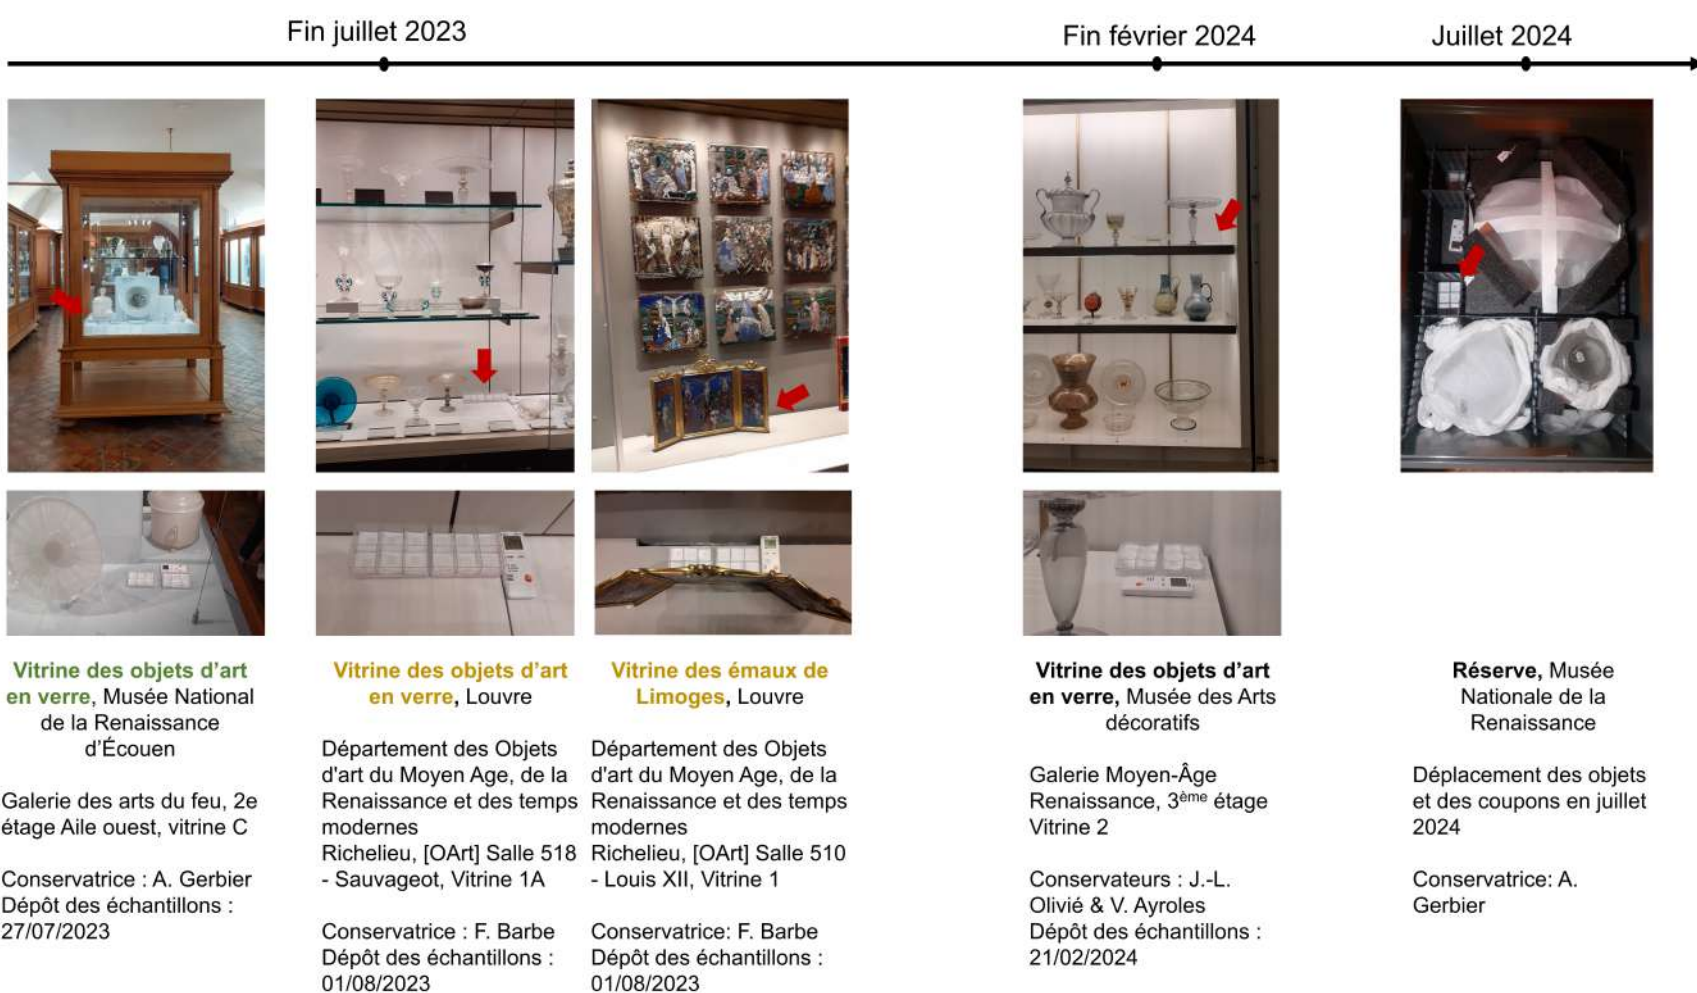 Fin juillet 2023
Fin février 2024
Juillet 2024
Vitrine des objets d'art
en verre, Musée National
de la Renaissance
d'Écouen
Galerie des arts du feu, 2e
étage Aile ouest, vitrine C
Conservatrice : A. Gerbier
Dépôt des échantillons :
27/07/2023
Vitrine des objets d'art
en verre, Louvre
Département des Objets
d'art du Moyen Age, de la
Renaissance et des temps
modernes
Richelieu, [OArt] Salle 518
- Sauvageot, Vitrine 1A
Conservatrice : F. Barbe
Dépôt des échantillons :
01/08/2023
Vitrine des émaux de
Limoges, Louvre
Département des Objets
d'art du Moyen Age, de la
Renaissance et des temps
modernes
Richelieu, [OArt] Salle 510
- Louis XII, Vitrine 1
Conservatrice: F. Barbe
Dépôt des échantillons :
01/08/2023
Vitrine des objets d'art
en verre, Musée des Arts
décoratifs
Galerie Moyen-Âge
Renaissance, 3ème étage
Vitrine 2
Conservateurs : J.-L.
Olivié & V. Ayroles
Dépôt des échantillons :
21/02/2024
Réserve, Musée
Nationale de la
Renaissance
Déplacement des objets
et des coupons en juillet
2024
Conservatrice: A.
Gerbier